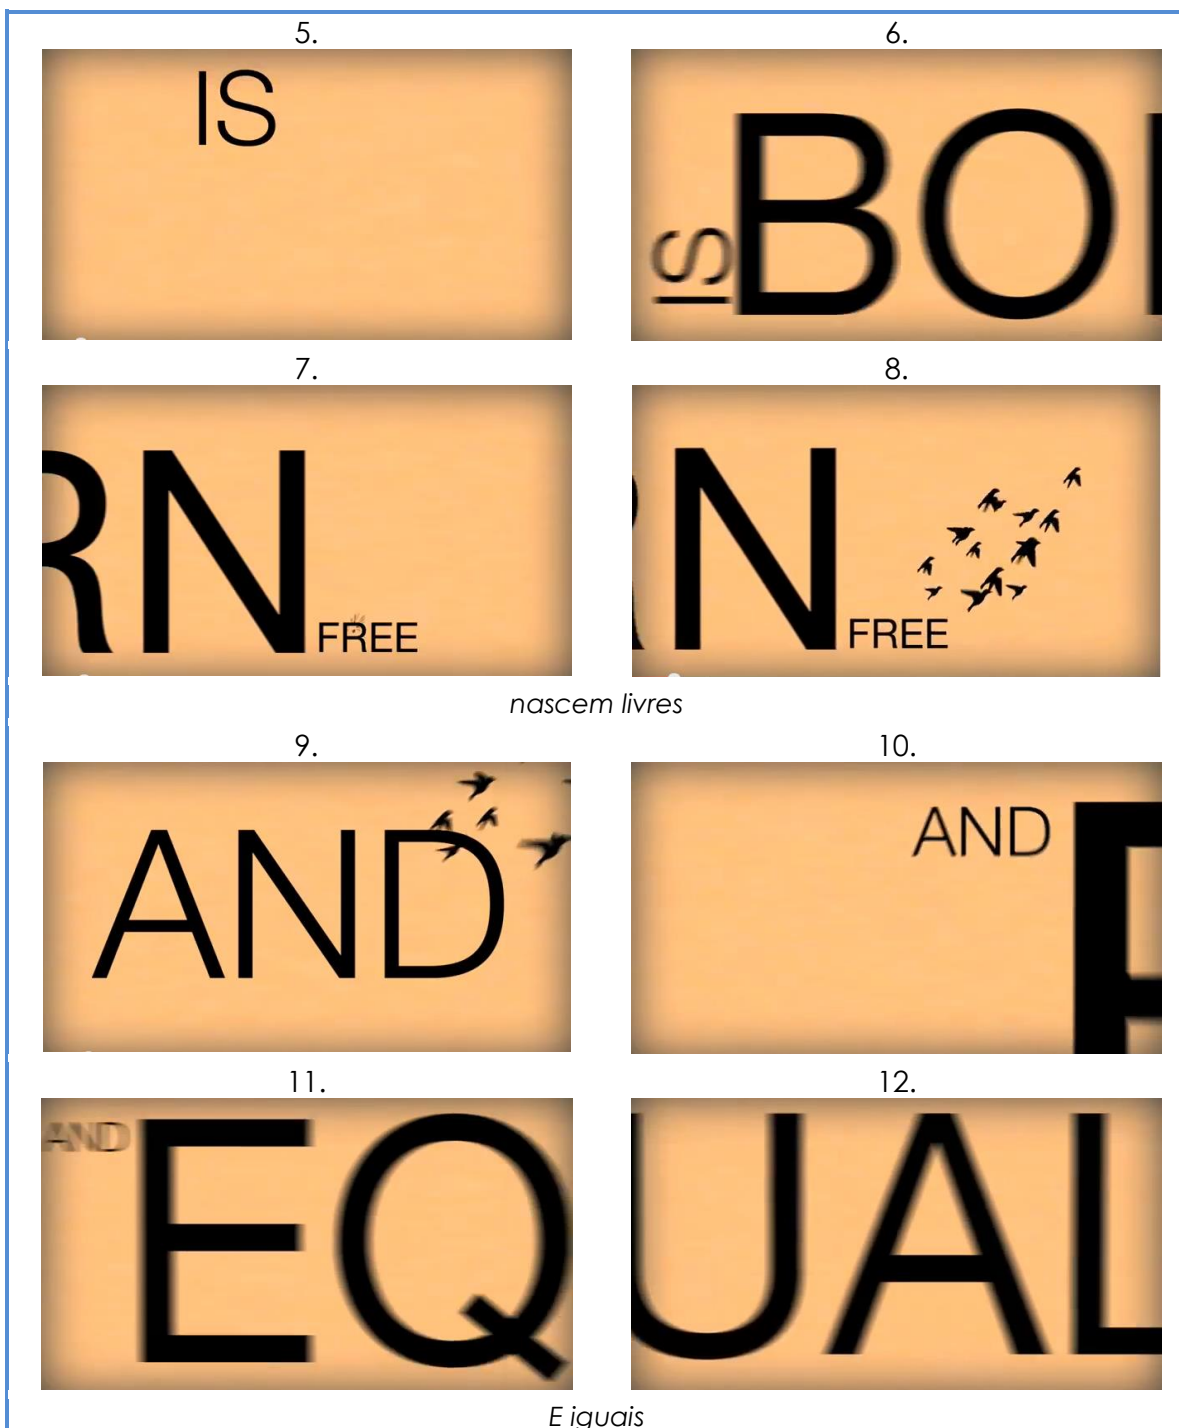 5.
6.
IS
IS
BO
7.
8.
RN
FREE
N
FREE
nascem livres
9.
10.
AND
AND
11.
12.
AND
EQ
UAL
E iguais